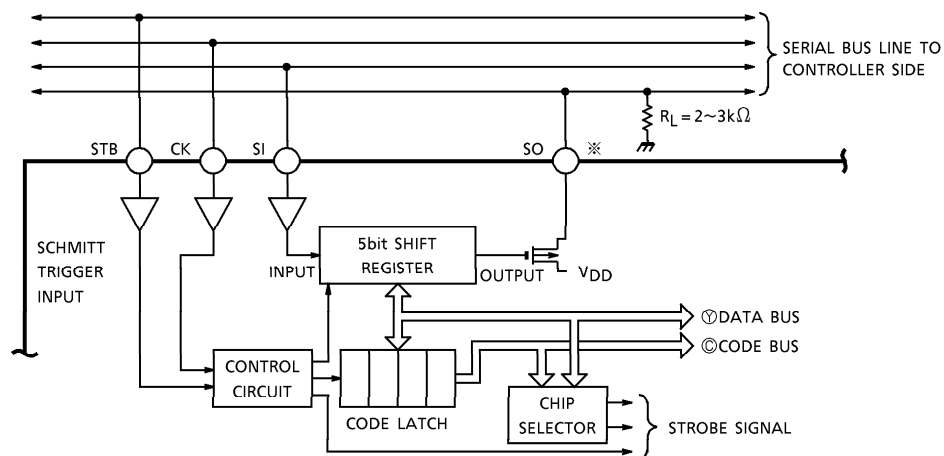 SERIAL BUS LINE TO
CONTROLLER SIDE
R_L = 2~3kΩ
STB
CK
SI
SO
※
SCHMITT
TRIGGER
INPUT
INPUT
5bit SHIFT
REGISTER
OUTPUT
V_DD
ⓎDATA BUS
ⒸCODE BUS
CONTROL
CIRCUIT
CODE LATCH
CHIP
SELECTOR
STROBE SIGNAL